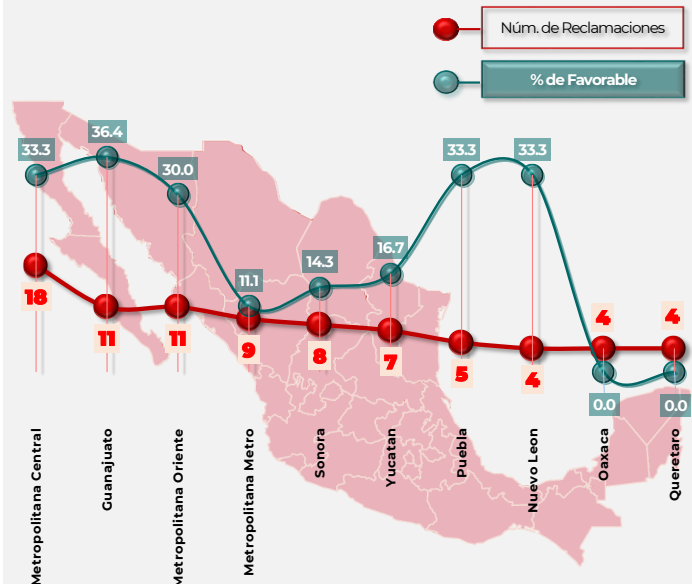 Núm. de Reclamaciones
% de Favorable
33.3
36.4
30.0
11.1
14.3
16.7
33.3
33.3
0.0
0.0
18
11
11
9
8
7
5
4
4
4
Metropolitana Central
Guanajuato
Metropolitana Oriente
Metropolitana Metro
Sonora
Yucatan
Puebla
Nuevo Leon
Oaxaca
Queretaro